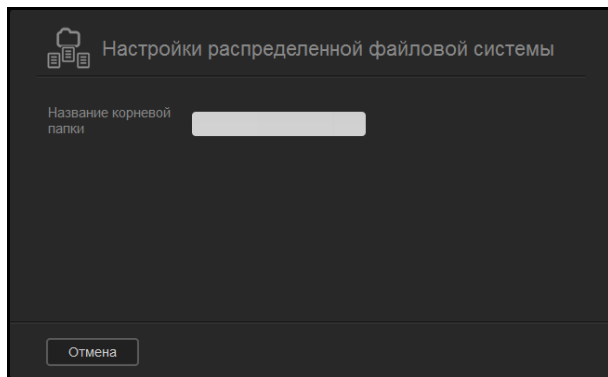 Настройки распределенной файловой системы
Название корневой
папки
Отмена